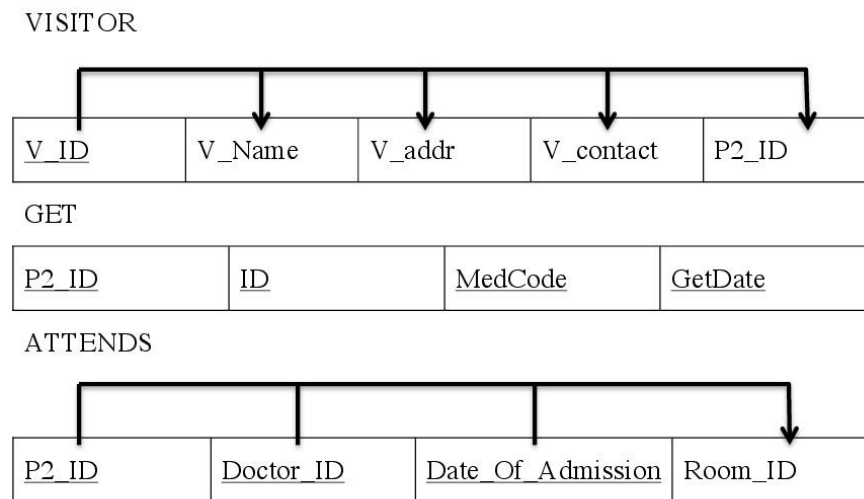 VISITOR
V_ID V_Name V_addr V_contact P2_ID
GET
P2_ID ID MedCode GetDate
ATTENDS
P2_ID Doctor_ID Date_Of_Admission Room_ID